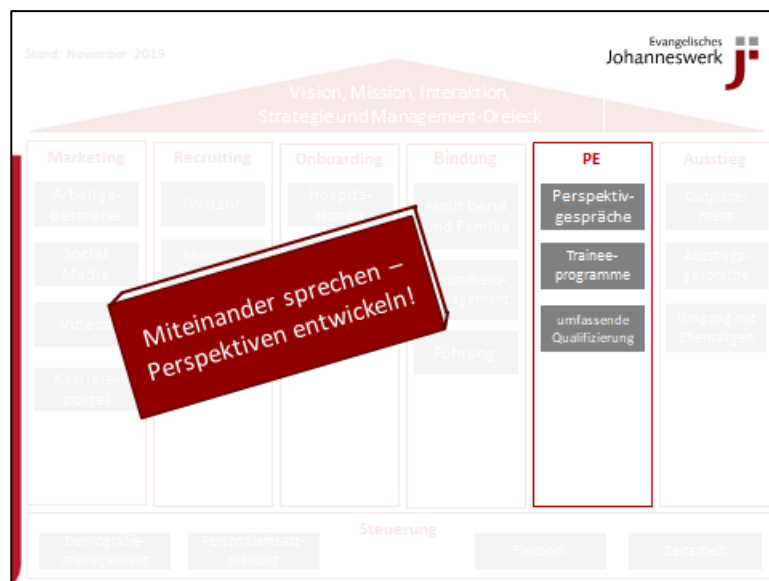 Stand: November 2019
Evangelisches
Johanneswerk
Vision, Mission, Interaktion,
Strategie und Management-Dreieck
Marketing
Arbeitge-
bermarke
Social
Media
Videos
Karriere-
portal
Recruiting
JW-Jahr
Onboarding
Hospita-
tionen
Bindung
Audit beruf
und Familie
Führung
PE
Perspektiv-
gespräche
Trainee-
programme
umfassende
Qualifizierung
Ausstieg
Outplace-
ment
Ausstiegs-
gespräche
Umgang mit
Ehemaligen
Miteinander sprechen –
Perspektiven entwickeln!
Steuerung
Demografie-
management
Personaleinsatz-
planung
Flexpool
Zeitarbeit